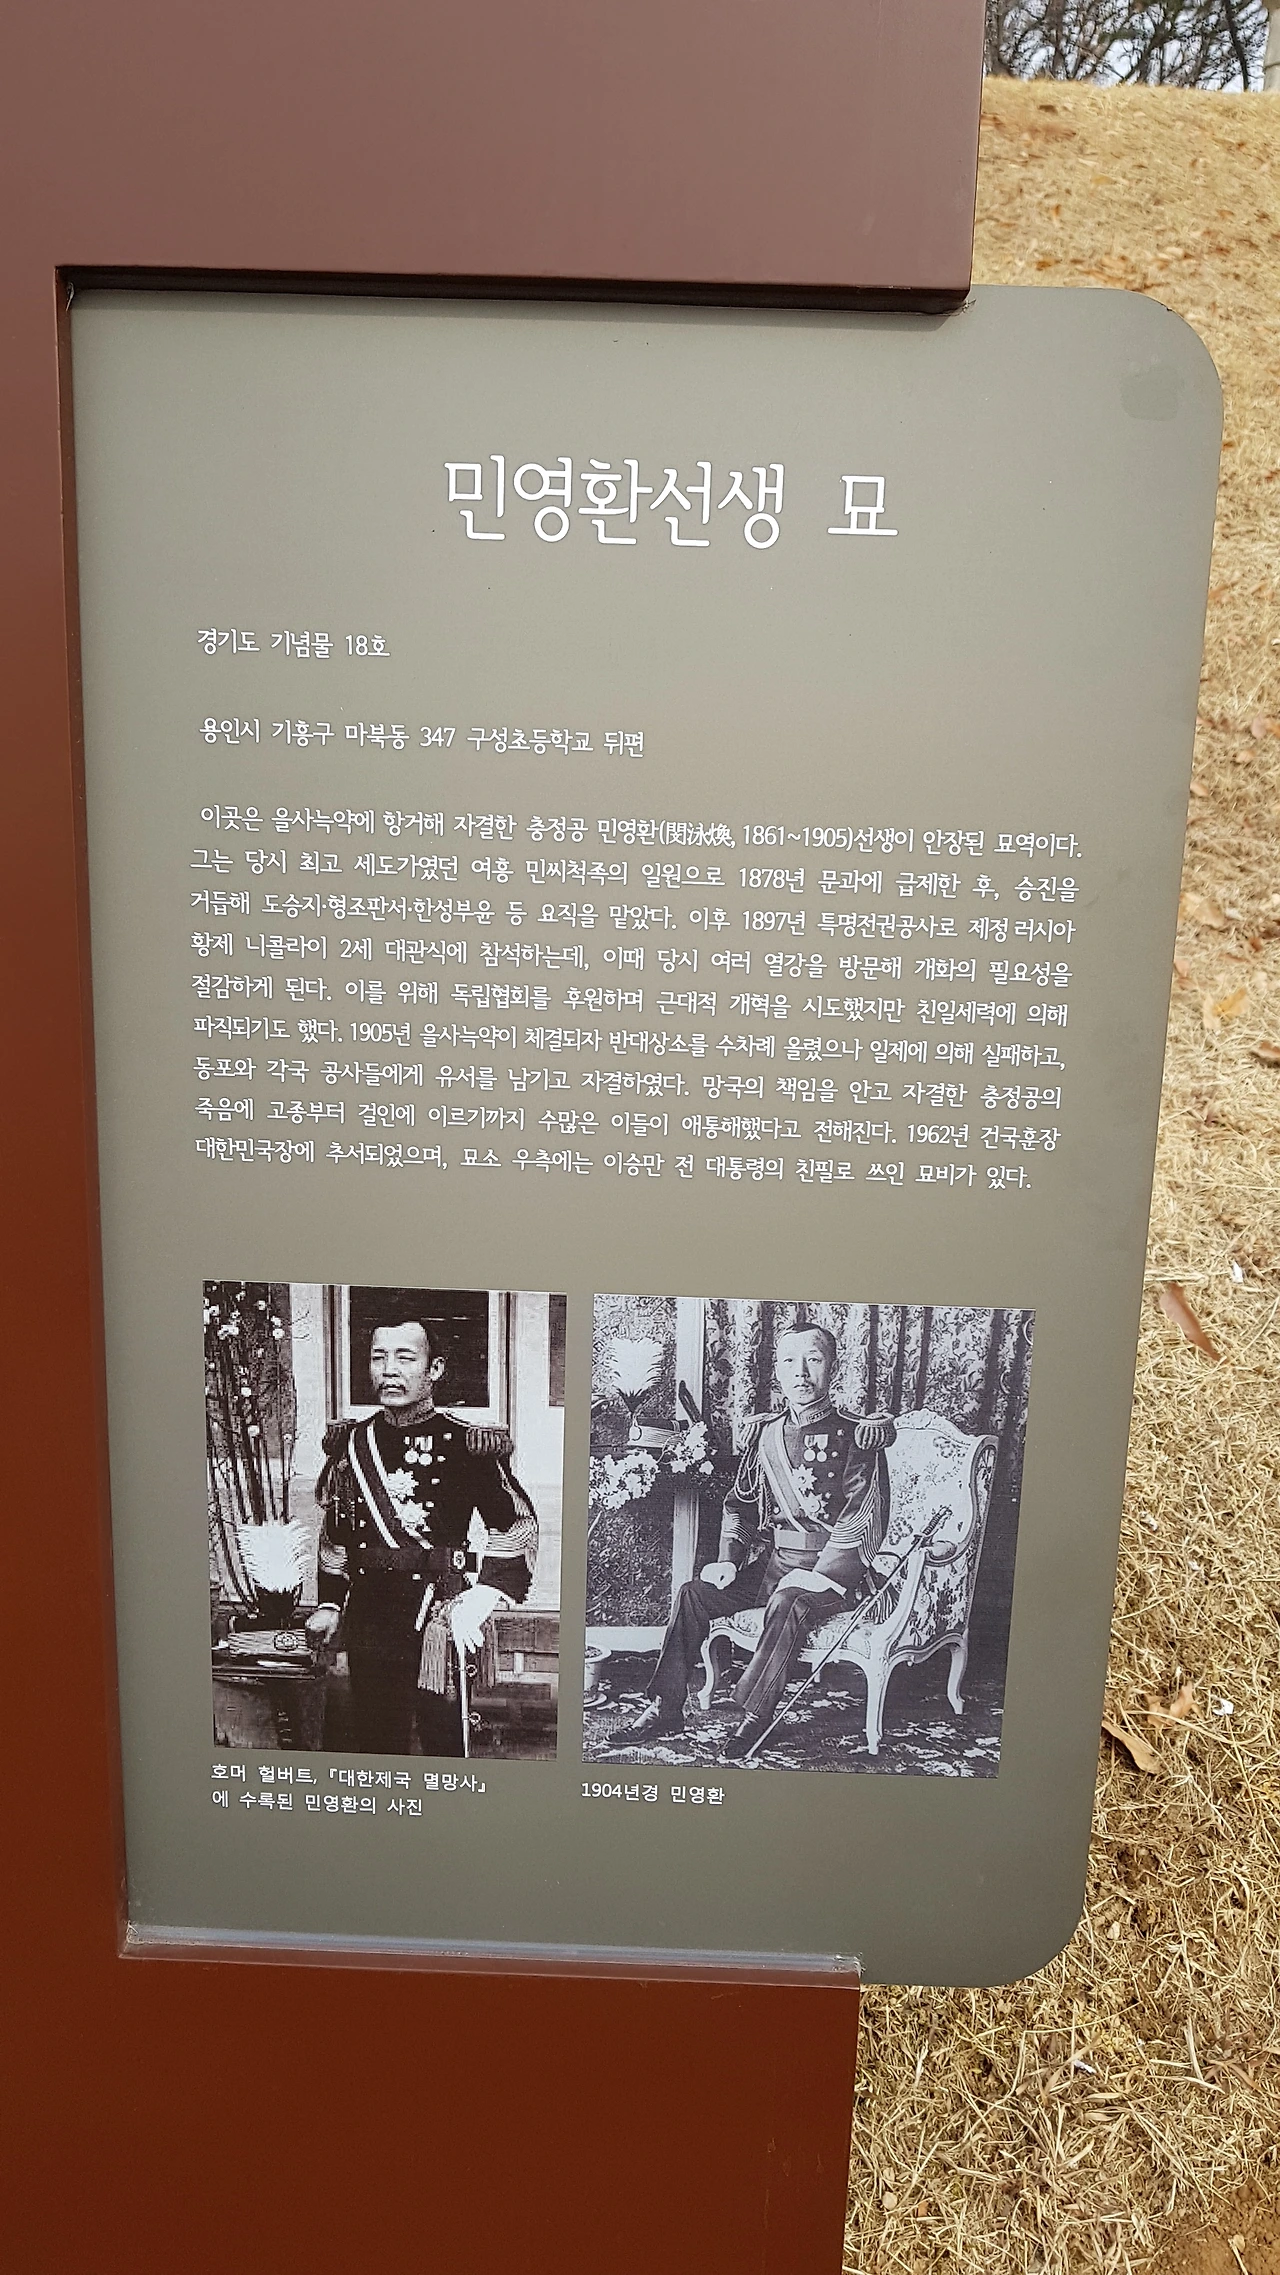 민영환선생 묘
경기도 기념물 18호
용인시 기흥구 마북동 347 구성초등학교 뒤편
이곳은 을사늑약에 항거해 자결한 충정공 민영환(閔泳煥, 1861~1905)선생이 안장된 묘역이다.
그는 당시 최고 세도가였던 여흥 민씨척족의 일원으로 1878년 문과에 급제한 후, 승진을
거듭해 도승지·형조판서·한성부윤 등 요직을 맡았다. 이후 1897년 특명전권공사로 제정 러시아
황제 니콜라이 2세 대관식에 참석하는데, 이때 당시 여러 열강을 방문해 개화의 필요성을
절감하게 된다. 이를 위해 독립협회를 후원하며 근대적 개혁을 시도했지만 친일세력에 의해
파직되기도 했다. 1905년 을사늑약이 체결되자 반대상소를 수차례 올렸으나 일제에 의해 실패하고,
동포와 각국 공사들에게 유서를 남기고 자결하였다. 망국의 책임을 안고 자결한 충정공의
죽음에 고종부터 걸인에 이르기까지 수많은 이들이 애통해했다고 전해진다. 1962년 건국훈장
대한민국장에 추서되었으며, 묘소 우측에는 이승만 전 대통령의 친필로 쓰인 묘비가 있다.
호머 헐버트, 『대한제국 멸망사』
에 수록된 민영환의 사진
1904년경 민영환